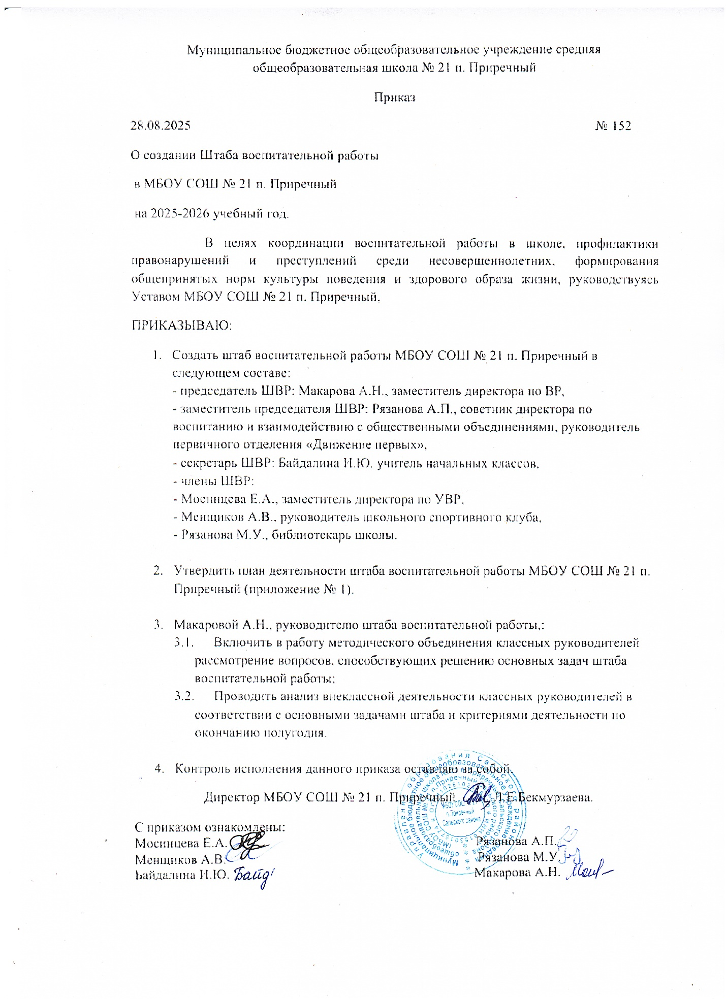 Муниципальное бюджетное общеобразовательное учреждение средняя
общеобразовательная школа № 21 п. Приречный
Приказ
28.08.2025 № 152
О создании Штаба воспитательной работы
в МБОУ СОШ № 21 п. Приречный
на 2025-2026 учебный год.
В целях координации воспитательной работы в школе, профилактики
правонарушений и преступлений среди несовершеннолетних, формирования
общепринятых норм культуры поведения и здорового образа жизни, руководствуясь
Уставом МБОУ СОШ № 21 п. Приречный,
ПРИКАЗЫВАЮ:
1. Создать штаб воспитательной работы МБОУ СОШ № 21 п. Приречный в
следующем составе:
- председатель ШВР: Макарова А.Н., заместитель директора по ВР,
- заместитель председателя ШВР: Рязанова А.П., советник директора по
воспитанию и взаимодействию с общественными объединениями, руководитель
первичного отделения «Движение первых»,
- секретарь ШВР: Байдалина И.Ю. учитель начальных классов,
- члены ШВР:
- Мосинцева Е.А., заместитель директора по УВР,
- Менщиков А.В., руководитель школьного спортивного клуба,
- Рязанова М.У., библиотекарь школы.
2. Утвердить план деятельности штаба воспитательной работы МБОУ СОШ № 21 п.
Приречный (приложение № 1).
3. Макаровой А.Н., руководителю штаба воспитательной работы,:
3.1. Включить в работу методического объединения классных руководителей
рассмотрение вопросов, способствующих решению основных задач штаба
воспитательной работы;
3.2. Проводить анализ внеклассной деятельности классных руководителей в
соответствии с основными задачами штаба и критериями деятельности по
окончанию полугодия.
4. Контроль исполнения данного приказа оставляю за собой.
Директор МБОУ СОШ № 21 п. Приречный Л.Е.Бекмурзаева.
МБОУ СОШ
п.Приречный
Сальского района
С приказом ознакомлены:
Мосинцева Е.А. Рязанова А.П.
Менщиков А.В. Рязанова М.У.
Байдалина И.Ю. Байд Макарова А.Н.